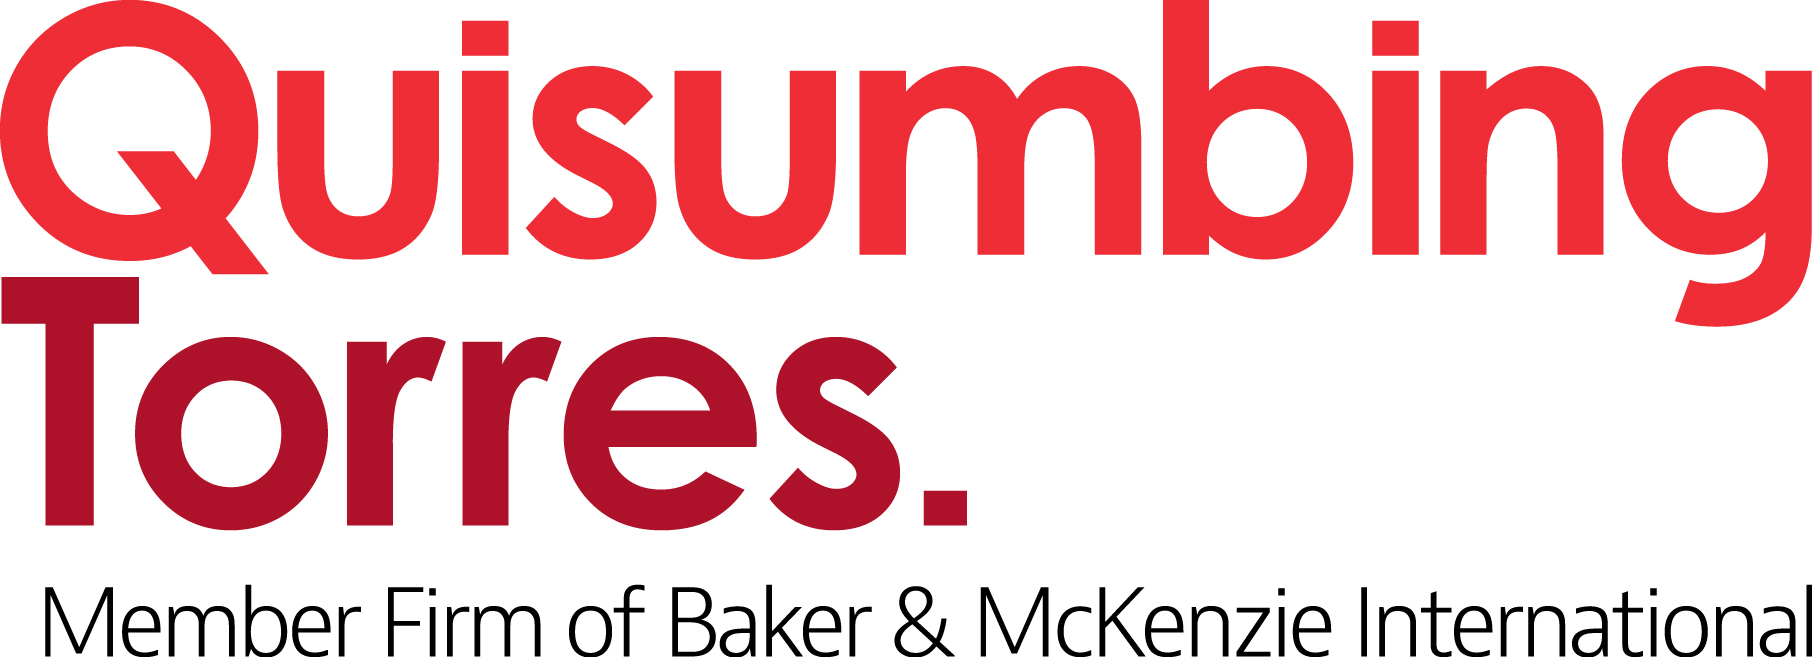 Quisumbing
Torres.
Member Firm of Baker & McKenzie International